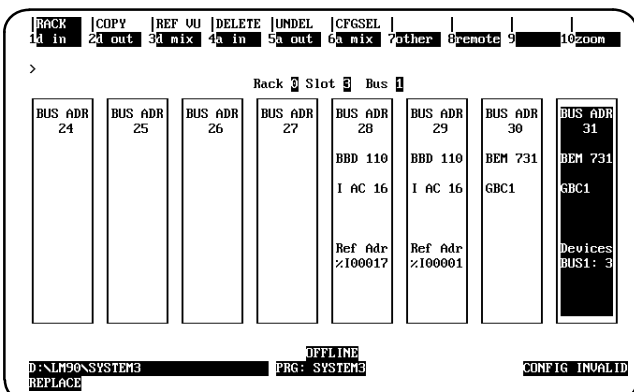 RACK |COPY |REF VU |DELETE |UNDEL |CFGSEL | | | |
1d in 2d out 3d mix 4a in 5a out 6a mix 7other 8remote 9 10zoom
>
Rack 0 Slot 3 Bus 1
BUS ADR BUS ADR BUS ADR BUS ADR BUS ADR BUS ADR BUS ADR BUS ADR
24 25 26 27 28 29 30 31
BBD 110 BBD 110 BEM 731 BEM 731
I AC 16 I AC 16 GBC1 GBC1
Ref Adr Ref Adr Devices
%I00017 %I00001 BUS1: 3
OFFLINE
D:\LM90\SYSTEM3 PRG: SYSTEM3 CONFIG INVALID
REPLACE